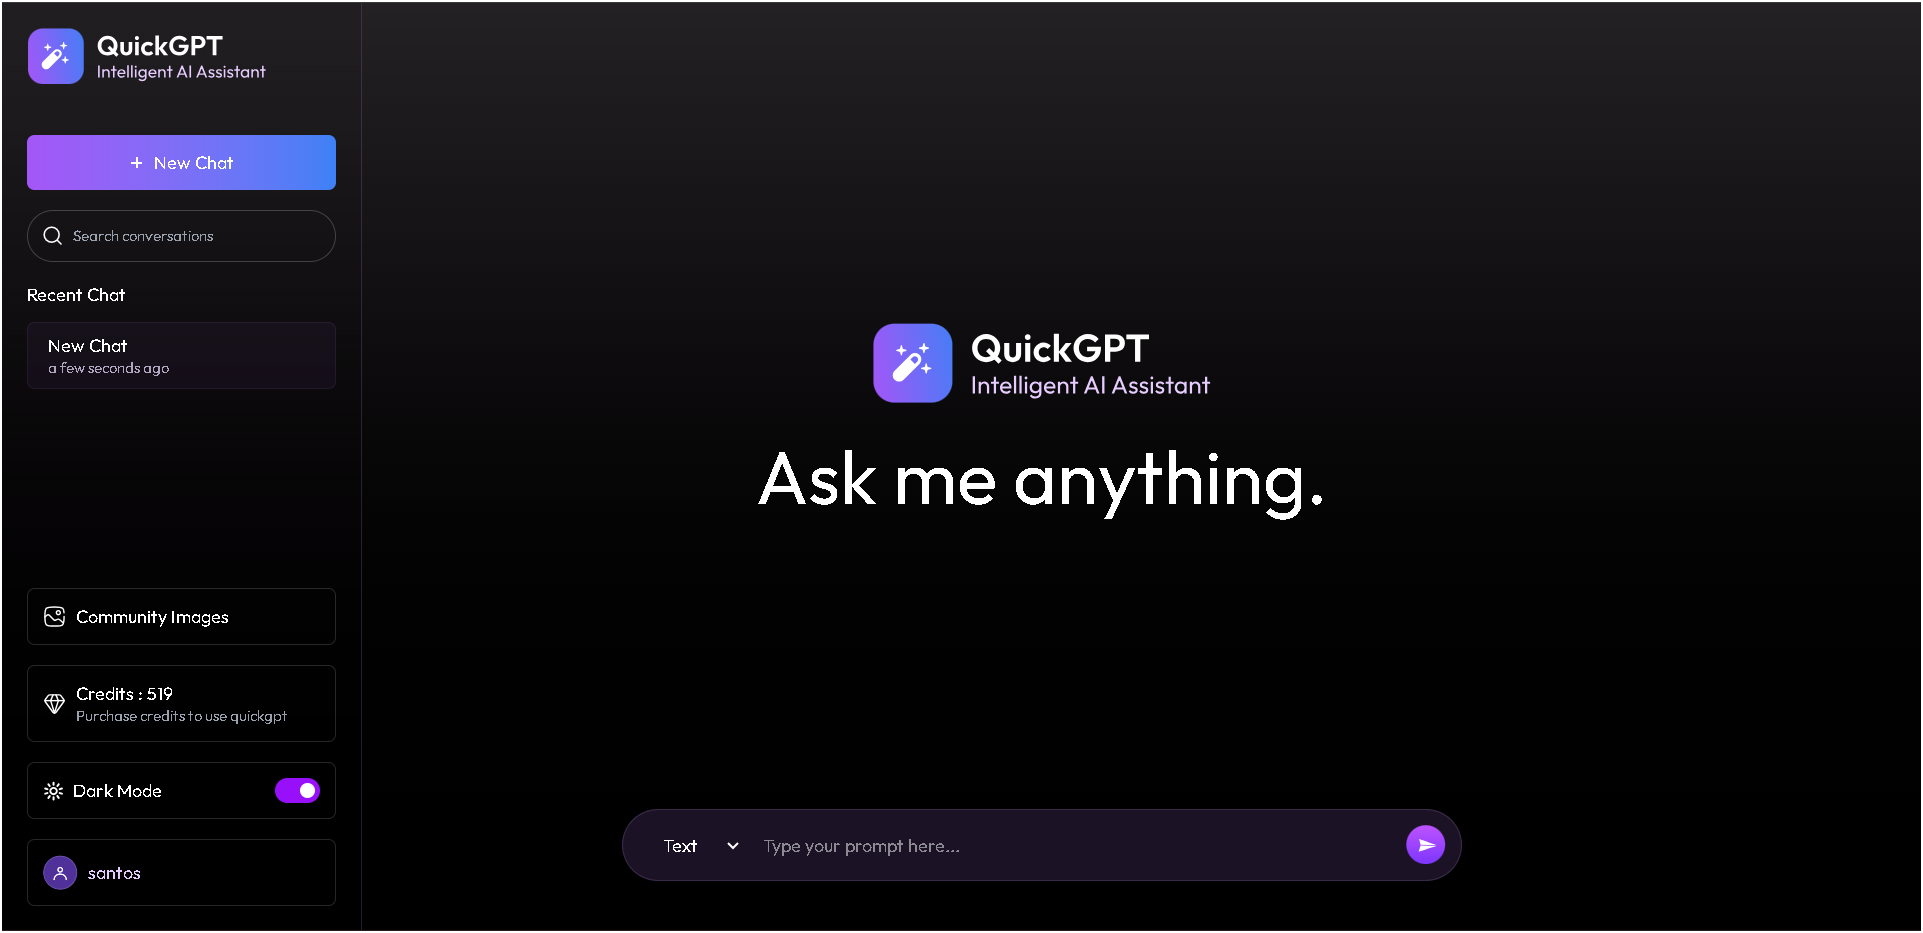 QuickGPT
Intelligent AI Assistant
+ New Chat
Search conversations
Recent Chat
New Chat
a few seconds ago
Community Images
Credits : 519
Purchase credits to use quickgpt
Dark Mode
santos
QuickGPT
Intelligent AI Assistant
Ask me anything.
Text
Type your prompt here...